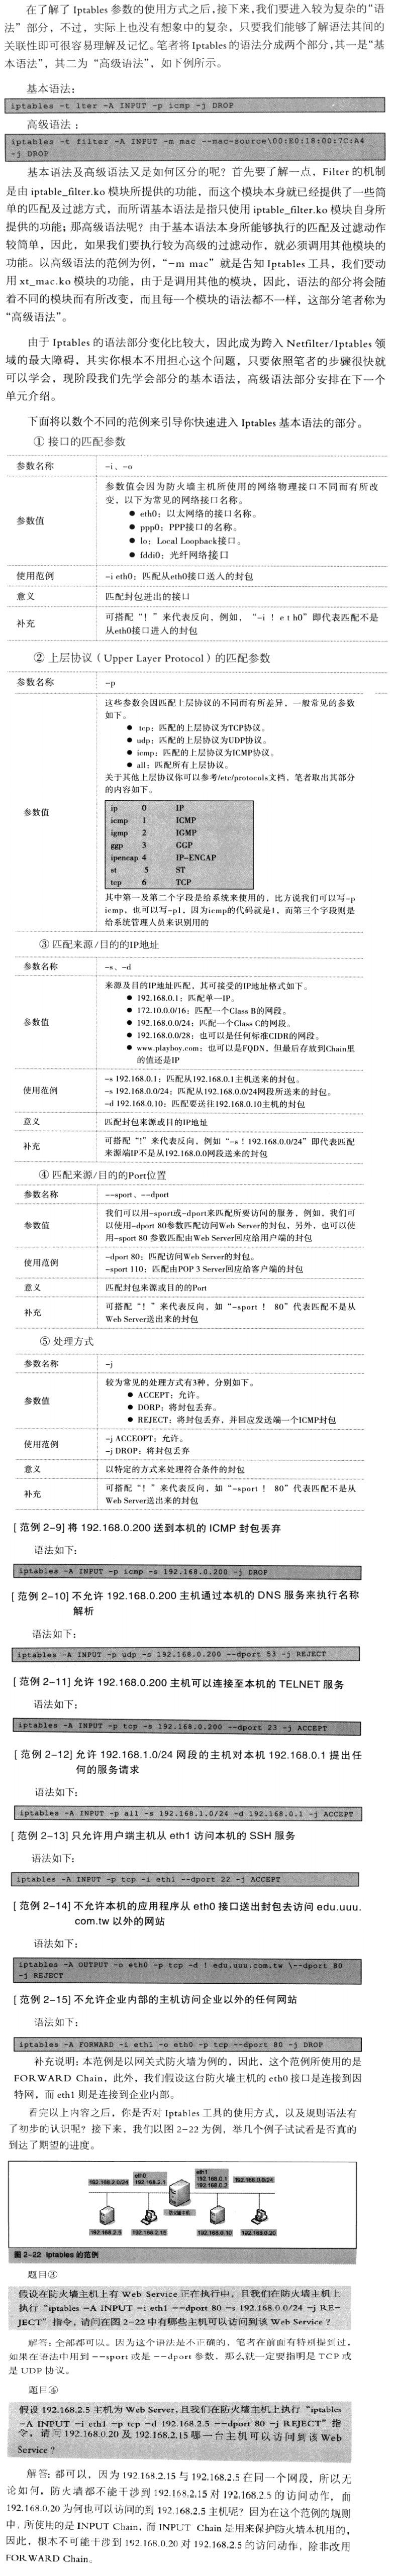 在了解了 Iptables 参数的使用方式之后,接下来,我们要进入较为复杂的“语
法”部分，不过，实际上也没有想象中的复杂，只要我们能够了解语法其间的
关联性即可很容易理解及记忆。笔者将Iptables的语法分成两个部分,其一是“基
本语法”，其二为“高级语法”，如下例所示。
基本语法：
iptables -t lter -A INPUT -p icmp -j DROP
高级语法：
iptables -t filter -A INPUT -m mac --mac-source\00:E0:18:00:7C:A4
-j DROP
基本语法及高级语法又是如何区分的呢？首先要了解一点，Filter的机制
是由 iptable_filter.ko 模块所提供的功能，而这个模块本身就已经提供了一些简
单的匹配及过滤方式，而所谓基本语法是指只使用 iptable_filter.ko 模块自身所
提供的功能；那高级语法呢？由于基本语法本身所能够执行的匹配及过滤动作
较简单，因此，如果我们要执行较为高级的过滤动作，就必须调用其他模块的
功能。以高级语法的范例为例，“-m mac”就是告知 Iptables 工具，我们要动
用 xt_mac.ko 模块的功能，由于是调用其他的模块，因此，语法的部分将会随
着不同的模块而有所改变，而且每一个模块的语法都不一样，这部分笔者称为
“高级语法”。
由于 Iptables 的语法部分变化比较大，因此成为跨入 Netfilter/Iptables 领
域的最大障碍，其实你根本不用担心这个问题，只要依照笔者的步骤很快就
可以学会，现阶段我们先学会部分的基本语法，高级语法部分安排在下一个
单元介绍。
下面将以数个不同的范例来引导你快速进入 Iptables 基本语法的部分。
① 接口的匹配参数
参数名称 -i、-o
参数值 参数值会因为防火墙主机所使用的网络物理接口不同而有所改
变，以下为常见的网络接口名称。
● eth0：以太网络的接口名称。
● ppp0：PPP接口的名称。
● lo：Local Loopback接口。
● fddi0：光纤网络接口
使用范例 -i eth0：匹配从eth0接口送入的封包
意义 匹配封包进出的接口
补充 可搭配“！”来代表反向，例如，“-i ！e t h0”即代表匹配不是
从eth0接口进入的封包
② 上层协议（Upper Layer Protocol）的匹配参数
参数名称 -p
参数值 这些参数会因匹配上层协议的不同而有所差异，一般常见的参数
如下。
● tcp：匹配的上层协议为TCP协议。
● udp：匹配的上层协议为UDP协议。
● icmp：匹配的上层协议为ICMP协议。
● all：匹配所有上层协议。
关于其他上层协议你可以参考/etc/protocols文档，笔者取出其部分
的内容如下。
ip 0 IP
icmp 1 ICMP
igmp 2 IGMP
ggp 3 GGP
ipencap 4 IP-ENCAP
st 5 ST
tcp 6 TCP
其中第一及第二个字段是给系统来使用的，比方说我们可以写-p
icmp，也可以写-p1，因为icmp的代码就是1，而第三个字段则是
给系统管理人员来识别用的
③ 匹配来源/目的的IP地址
参数名称 -s、-d
参数值 来源及目的IP地址匹配，其可接受的IP地址格式如下。
● 192.168.0.1：匹配单一IP。
● 172.10.0.0/16：匹配一个Class B的网段。
● 192.168.0.0/24：匹配一个Class C的网段。
● 192.168.0.0/28：也可以是任何标准CIDR的网段。
● www.playboy.com：也可以是FQDN，但最后存放到Chain里
的值还是IP
使用范例 -s 192.168.0.1：匹配从192.168.0.1主机送来的封包。
-s 192.168.0.0/24：匹配从192.168.0.0/24网段所送来的封包。
-d 192.168.0.10：匹配要送往192.168.0.10主机的封包
意义 匹配封包来源或目的IP地址
补充 可搭配“!”来代表反向，例如“-s！192.168.0.0/24”即代表匹配
来源端IP不是从192.168.0.0网段送来的封包
④ 匹配来源/目的的Port位置
参数名称 --sport、--dport
参数值 我们可以用-sport或-dport来匹配所要访问的服务，例如，我们可
以使用-dport 80参数匹配访问Web Server的封包，另外，也可以使
用-sport 80 参数匹配由Web Server回应给用户端的封包
使用范例 -dport 80：匹配访问Web Server的封包。
-sport 110：匹配由POP 3 Server回应给客户端的封包
意义 匹配封包来源或目的的Port
补充 可搭配“！”来代表反向，如“-sport ！ 80”代表匹配不是从
Web Server送出来的封包
⑤ 处理方式
参数名称 -j
参数值 较为常见的处理方式有3种，分别如下。
● ACCEPT：允许。
● DORP：将封包丢弃。
● REJECT：将封包丢弃，并回应发送端一个ICMP封包
使用范例 -j ACCEOPT：允许。
-j DROP：将封包丢弃
意义 以特定的方式来处理符合条件的封包
补充 可搭配“！”来代表反向，如“-sport ！ 80”代表匹配不是从
Web Server送出来的封包
[ 范例 2-9] 将 192.168.0.200 送到本机的 ICMP 封包丢弃
语法如下：
iptables -A INPUT -p icmp -s 192.168.0.200 -j DROP
[ 范例 2-10] 不允许 192.168.0.200 主机通过本机的 DNS 服务来执行名称
解析
语法如下：
iptables -A INPUT -p udp -s 192.168.0.200 --dport 53 -j REJECT
[ 范例 2-11] 允许 192.168.0.200 主机可以连接至本机的 TELNET 服务
语法如下：
iptables -A INPUT -p tcp -s 192.168.0.200 --dport 23 -j ACCEPT
[ 范例 2-12] 允许 192.168.1.0/24 网段的主机对本机 192.168.0.1 提出任
何的服务请求
语法如下：
iptables -A INPUT -p all -s 192.168.1.0/24 -d 192.168.0.1 -j ACCEPT
[ 范例 2-13] 只允许用户端主机从 eth1 访问本机的 SSH 服务
语法如下：
iptables -A INPUT -p tcp -i eth1 --dport 22 -j ACCEPT
[ 范例 2-14] 不允许本机的应用程序从 eth0 接口送出封包去访问 edu.uuu.
com.tw 以外的网站
语法如下：
iptables -A OUTPUT -o eth0 -p tcp -d ! edu.uuu.com.tw \--dport 80
-j REJECT
[ 范例 2-15] 不允许企业内部的主机访问企业以外的任何网站
语法如下：
iptables -A FORWARD -i eth1 -o eth0 -p tcp --dport 80 -j DROP
补充说明：本范例是以网关式防火墙为例的，因此，这个范例所使用的是
FORWARD Chain，此外，我们假设这台防火墙主机的 eth0 接口是连接到因
特网，而 eth1 则是连接到企业内部。
看完以上内容之后，你是否对 Iptables 工具的使用方式，以及规则语法有
了初步的认识呢？接下来，我们以图 2-22 为例，举几个例子试试看是否真的
到达了期望的进度。
192.168.2.0/24
eth0
192.168.2.1
eth1
192.168.0.1
192.168.0.2
192.168.0.0/24
防火墙主机
192.168.2.5 192.168.2.15 192.168.0.10 192.168.0.20
图 2-22 Iptables 的范例
题目③
假设在防火墙主机上有 Web Service 正在执行中，且我们在防火墙主机上
执行“iptables -A INPUT -i eth1 --dport 80 -s 192.168.0.0/24 -j RE-
JECT”指令，请问在图 2-22 中有哪些主机可以访问到该 Web Service？
解答：全部都可以。因为这个语法是不正确的，笔者在前面有特别提到过，
如果在语法中用到 --sport 或是 --dport 参数，那么就一定要指明是 TCP 或
是 UDP 协议。
题目④
假设 192.168.2.5 主机为 Web Server，且我们在防火墙主机上执行“iptables
-A INPUT -i eth1 -p tcp -d 192.168.2.5 --dport 80 -j REJECT”指
令，请问 192.168.0.20 及 192.168.2.15 哪一台主机可以访问到该 Web
Service？
解答：都可以，因为 192.168.2.15 与 192.168.2.5 在同一个网段，所以无
论如何，防火墙都不能干涉到 192.168.2.15 对 192.168.2.5 的访问动作，而
192.168.0.20 为何也可以访问的到 192.168.2.5 主机呢？因为在这个范例的规则
中，所使用的是 INPUT Chain，而 INPUT Chain 是用来保护防火墙本机用的，
因此，根本不可能干涉到 192.168.0.20 对 192.168.2.5 的访问动作，除非改用
FORWARD Chain。